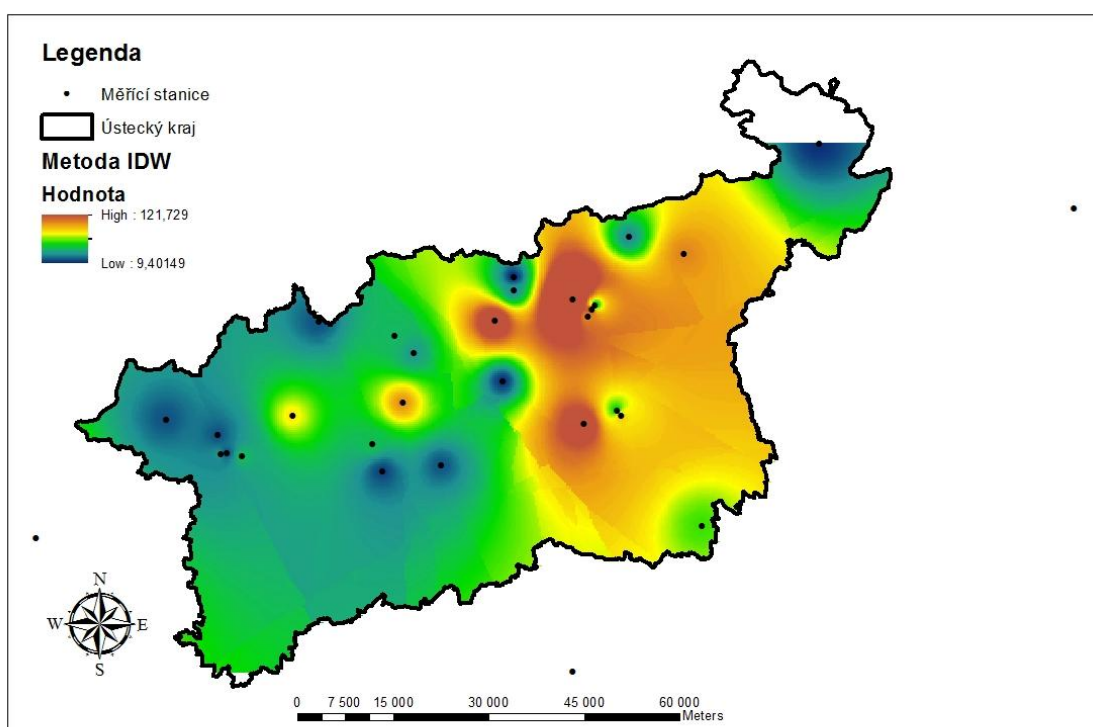 Legenda
Měřící stanice
Ústecký kraj
Metoda IDW
Hodnota
High : 121,729
Low : 9,40149
N
W E
S
0 7 500 15 000 30 000 45 000 60 000
Meters